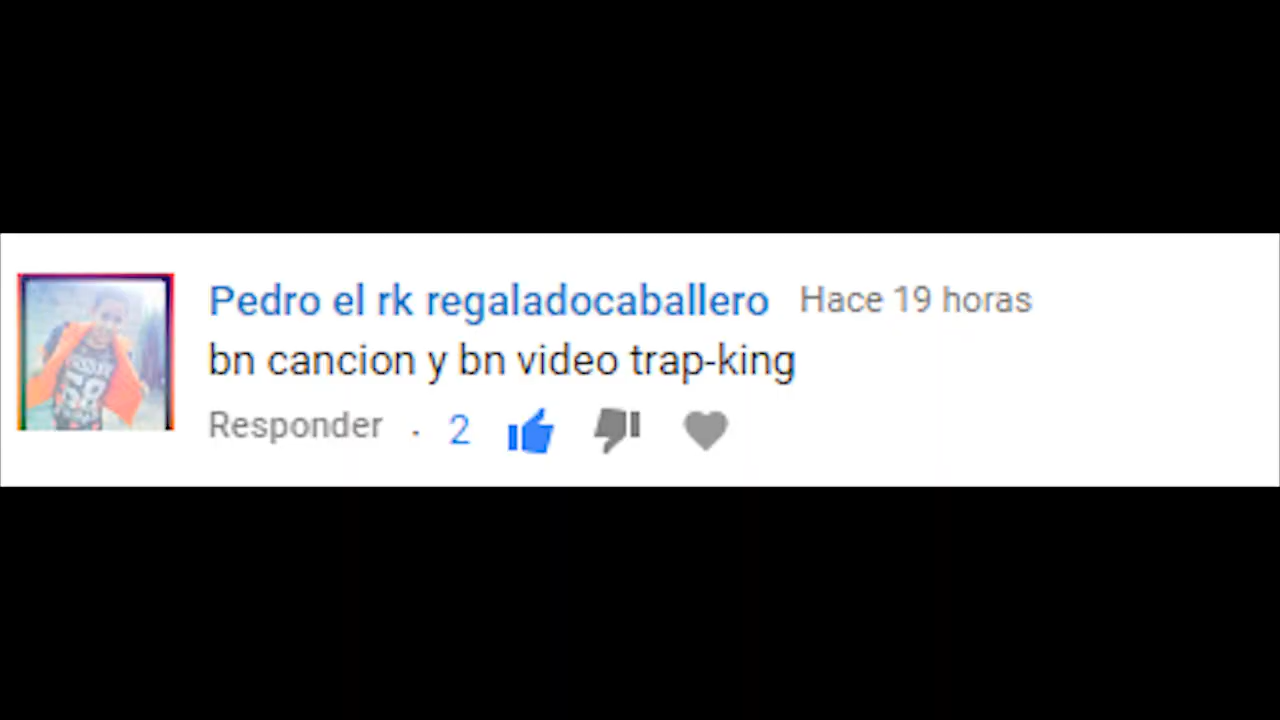 Pedro el rk regaladocaballero Hace 19 horas
bn cancion y bn video trap-king
Responder . 2